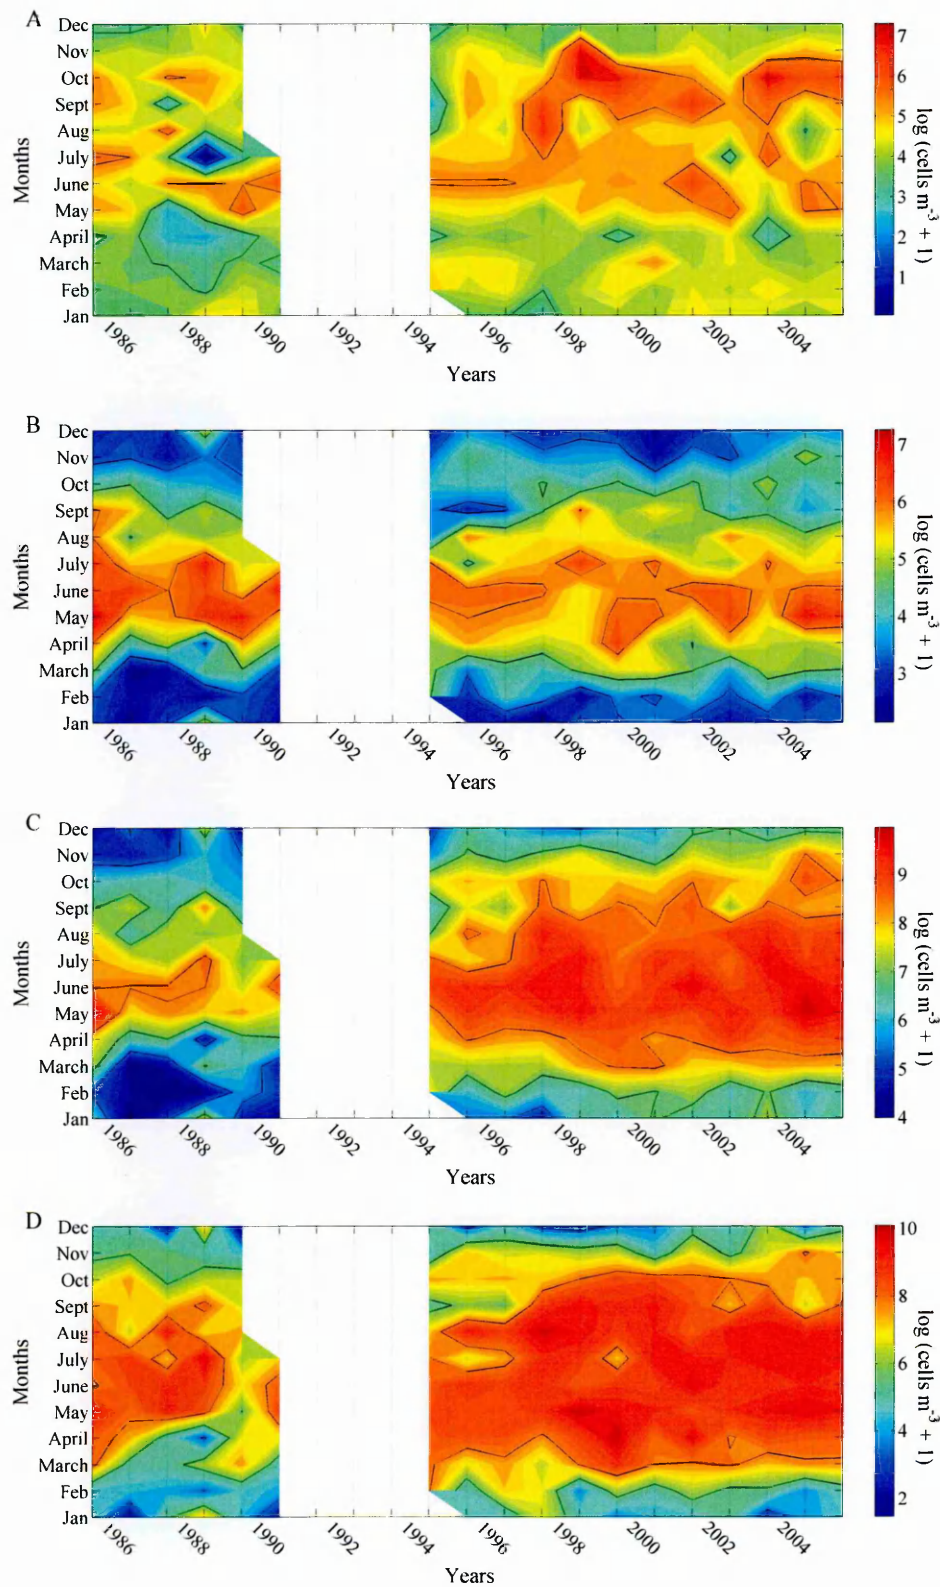 A
Dec
Nov
Oct
Sept
Aug
July
June
May
April
March
Feb
Jan
Months
1986
1988
1990
1992
1994
1996
1998
2000
2002
2004
Years
7
6
5
4
3
2
1
log (cells m⁻³ + 1)
B
Dec
Nov
Oct
Sept
Aug
July
June
May
April
March
Feb
Jan
Months
1986
1988
1990
1992
1994
1996
1998
2000
2002
2004
Years
7
6
5
4
3
log (cells m⁻³ + 1)
C
Dec
Nov
Oct
Sept
Aug
July
June
May
April
March
Feb
Jan
Months
1986
1988
1990
1992
1994
1996
1998
2000
2002
2004
Years
9
8
7
6
5
4
log (cells m⁻³ + 1)
D
Dec
Nov
Oct
Sept
Aug
July
June
May
April
March
Feb
Jan
Months
1986
1988
1990
1992
1994
1996
1998
2000
2002
2004
Years
10
8
6
4
2
log (cells m⁻³ + 1)